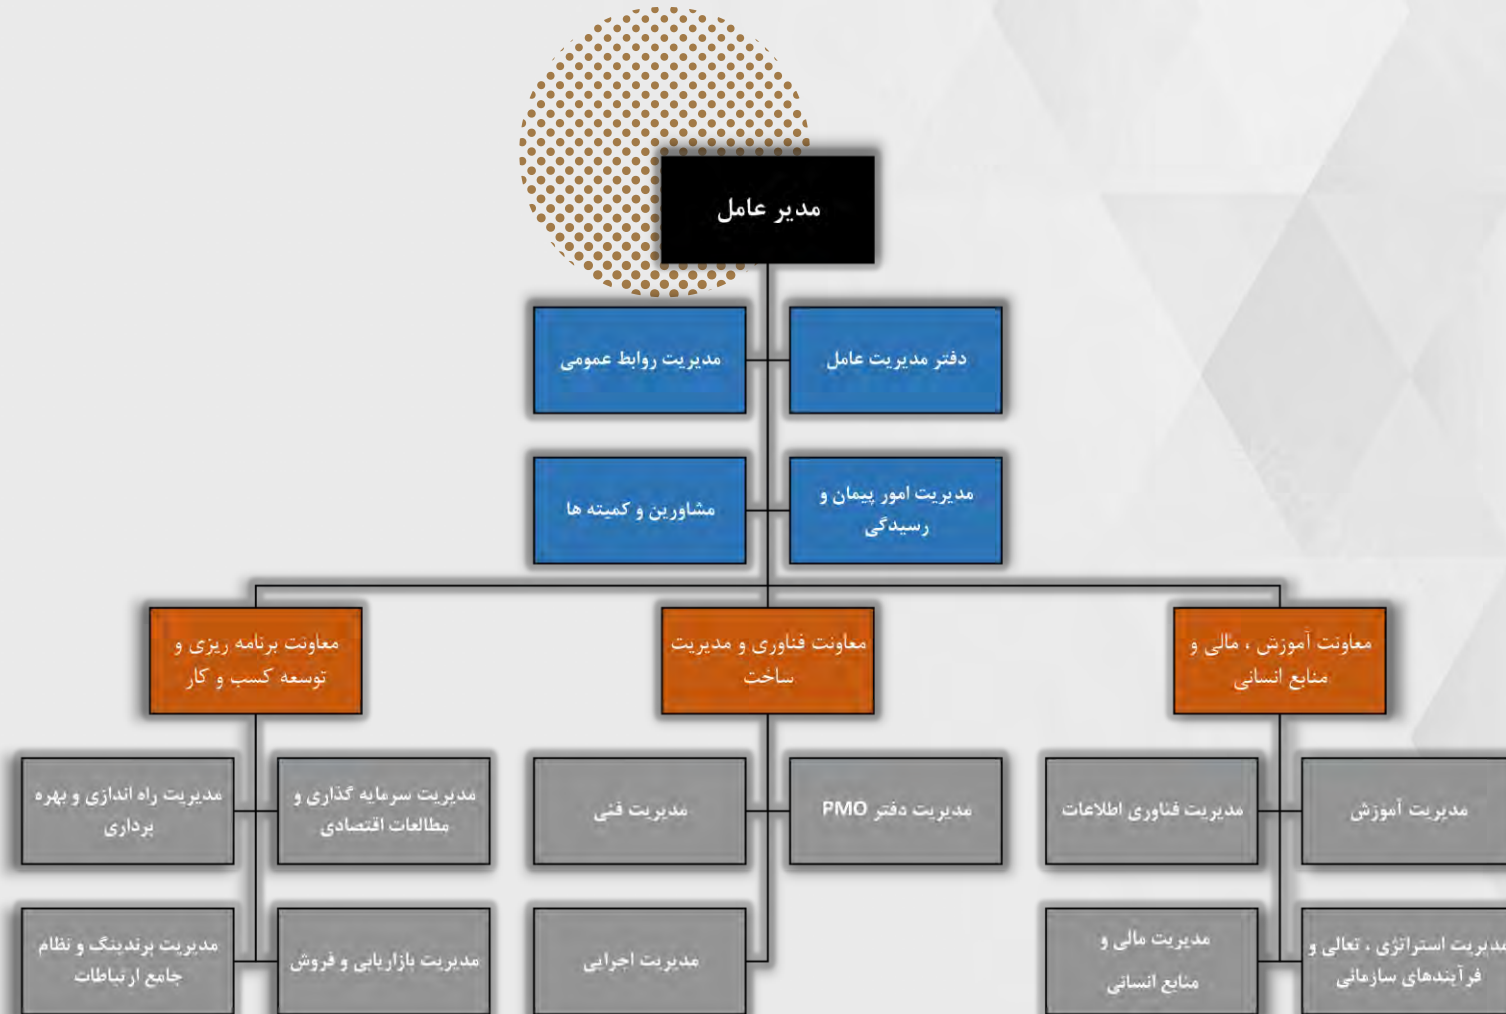 مدیر عامل
دفتر مدیریت عامل
مدیریت روابط عمومی
مدیریت امور پیمان و
رسیدگی
مشاورین و کمیته ها
معاونت آموزش ، مالی و
منابع انسانی
معاونت فناوری و مدیریت
ساخت
معاونت برنامه ریزی و
توسعه کسب و کار
مدیریت آموزش
مدیریت فناوری اطلاعات
مدیریت دفتر PMO
مدیریت فنی
مدیریت سرمایه گذاری و
مطالعات اقتصادی
مدیریت راه اندازی و بهره
برداری
مدیریت استراتژی ، تعالی و
فرآیندهای سازمانی
مدیریت مالی و
منابع انسانی
مدیریت اجرایی
مدیریت بازاریابی و فروش
مدیریت برندینگ و نظام
جامع ارتباطات